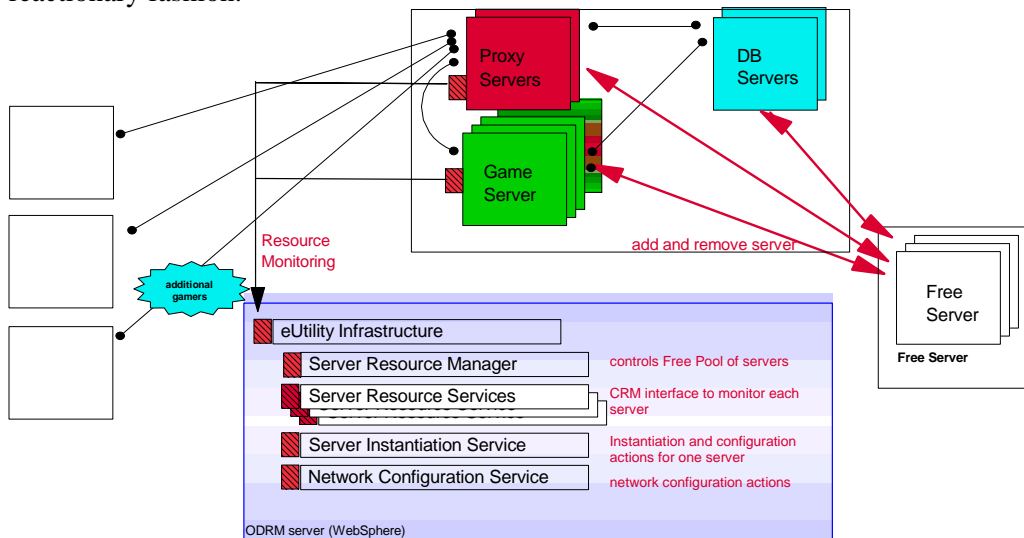 reactionary fashion.
Proxy
Servers
DB
Servers
Game
Server
Resource
Monitoring
add and remove server
additional
gamers
Free
Server
Free Server
eUtility Infrastructure
Server Resource Manager
controls Free Pool of servers
Server Resource Services
CRM interface to monitor each
server
Server Instantiation Service
Instantiation and configuration
actions for one server
Network Configuration Service
network configuration actions
ODRM server (WebSphere)